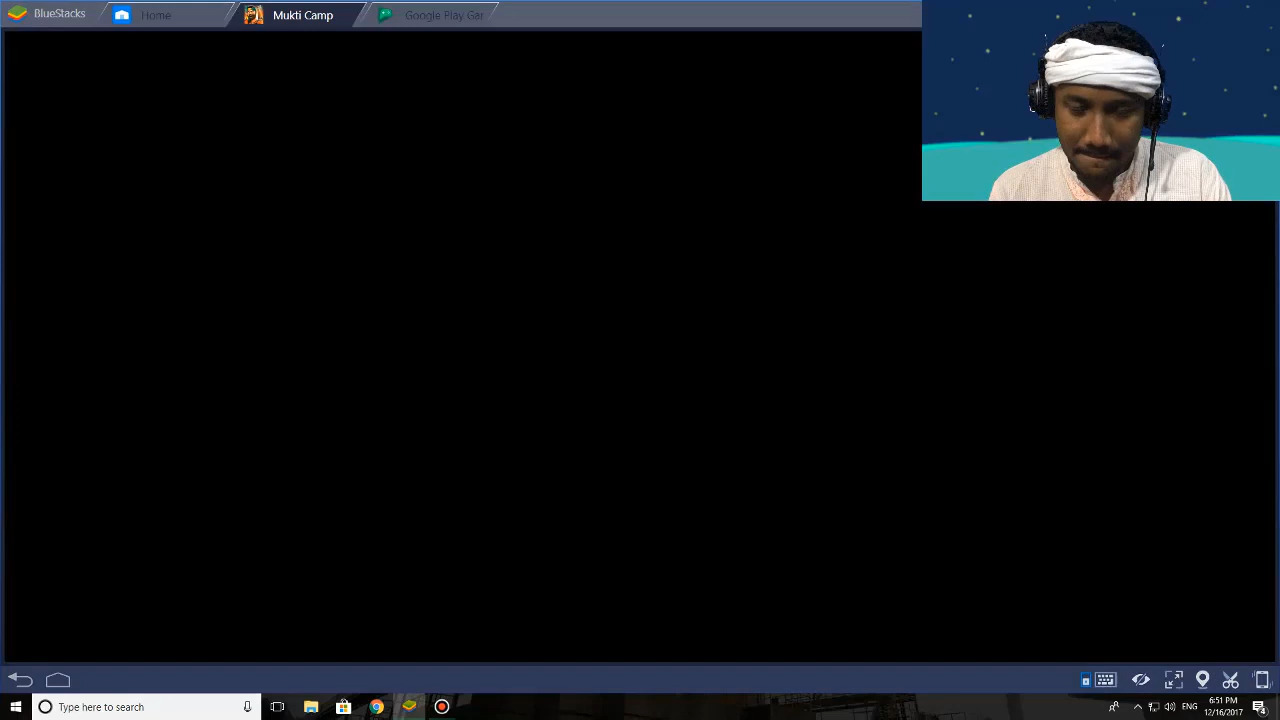 BlueStacks
Home
Mukti Camp
Google Play Gar
Type here to search
ENG
6:51 PM
12/16/2017